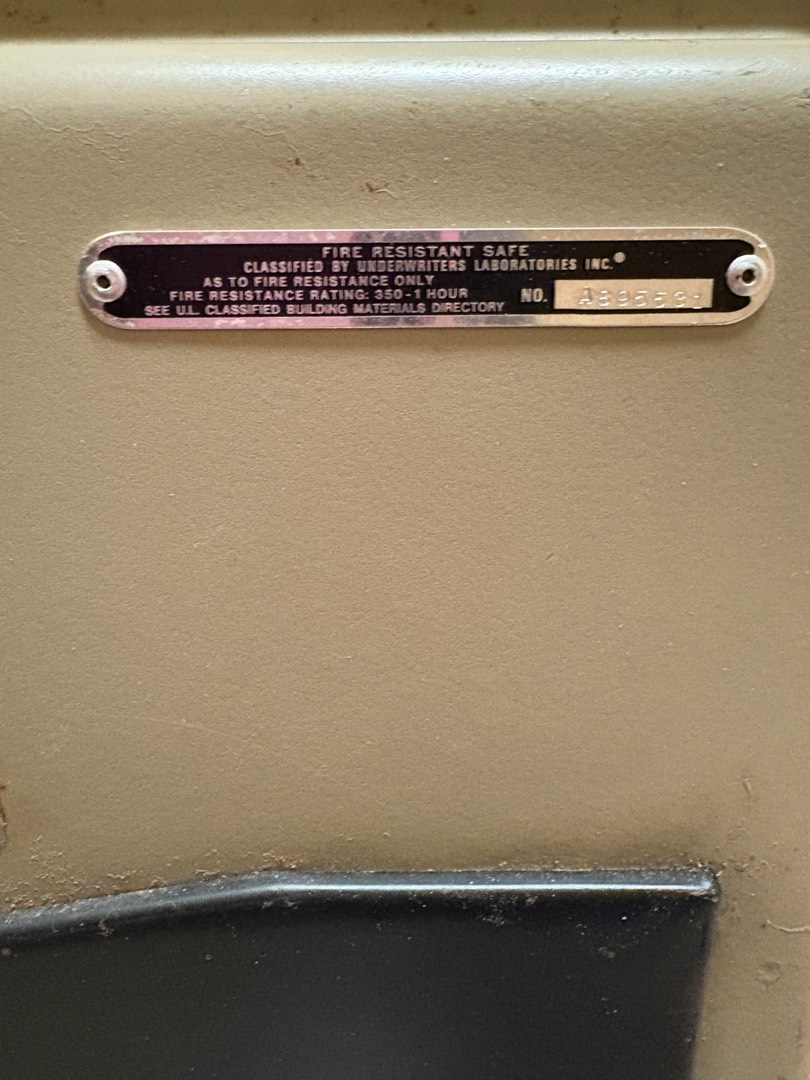 FIRE RESISTANT SAFE
CLASSIFIED BY UNDERWRITERS LABORATORIES INC.®
AS TO FIRE RESISTANCE ONLY
FIRE RESISTANCE RATING: 350-1 HOUR
NO.
SEE U.L. CLASSIFIED BUILDING MATERIALS DIRECTORY